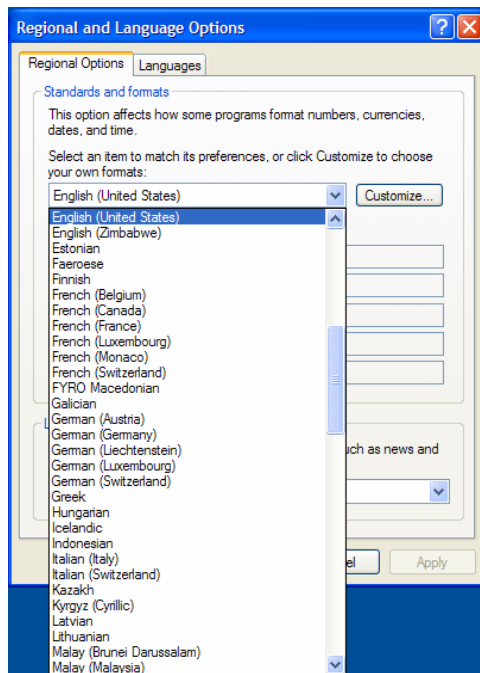 Regional and Language Options
Regional Options
Languages
Standards and formats
This option affects how some programs format numbers, currencies,
dates, and time.
Select an item to match its preferences, or click Customize to choose
your own formats:
English (United States)
Customize...
English (United States)
English (Zimbabwe)
Estonian
Faeroese
Finnish
French (Belgium)
French (Canada)
French (France)
French (Luxembourg)
French (Monaco)
French (Switzerland)
FYRO Macedonian
Galician
German (Austria)
German (Germany)
German (Liechtenstein)
German (Luxembourg)
German (Switzerland)
Greek
Hungarian
Icelandic
Indonesian
Italian (Italy)
Italian (Switzerland)
Kazakh
Kyrgyz (Cyrillic)
Latvian
Lithuanian
Malay (Brunei Darussalam)
Malay (Malaysia)
as news and
Apply